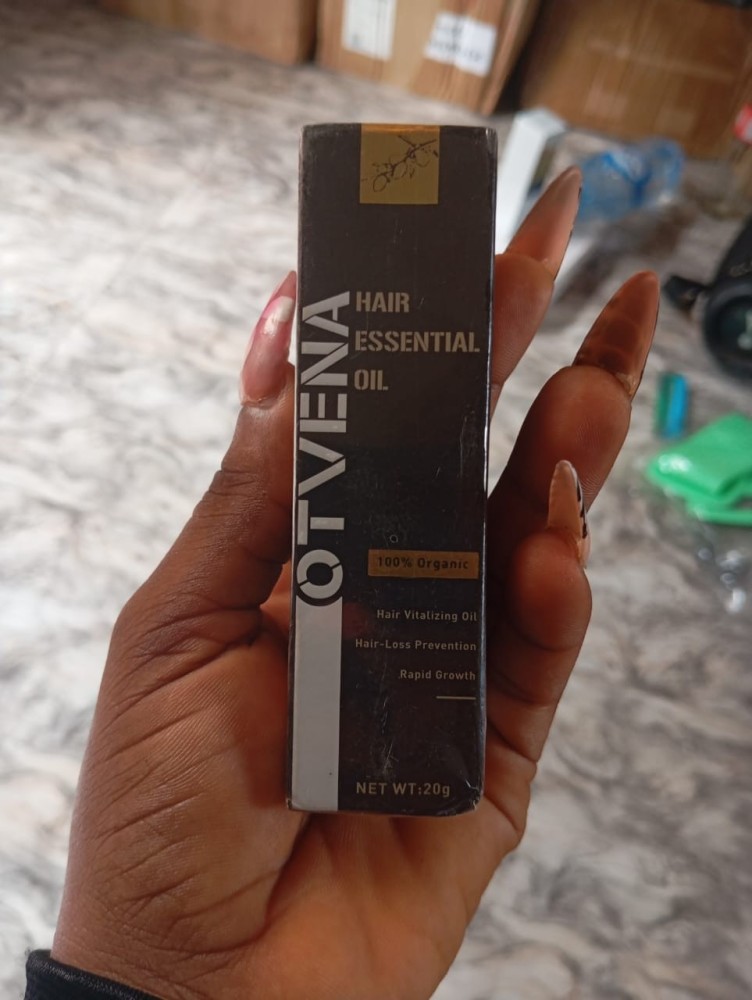 OTVENA
HAIR
ESSENTIAL
OIL
100% Organic
Hair Vitalizing Oil
Hair-Loss Prevention
Rapid Growth
NET WT:20g